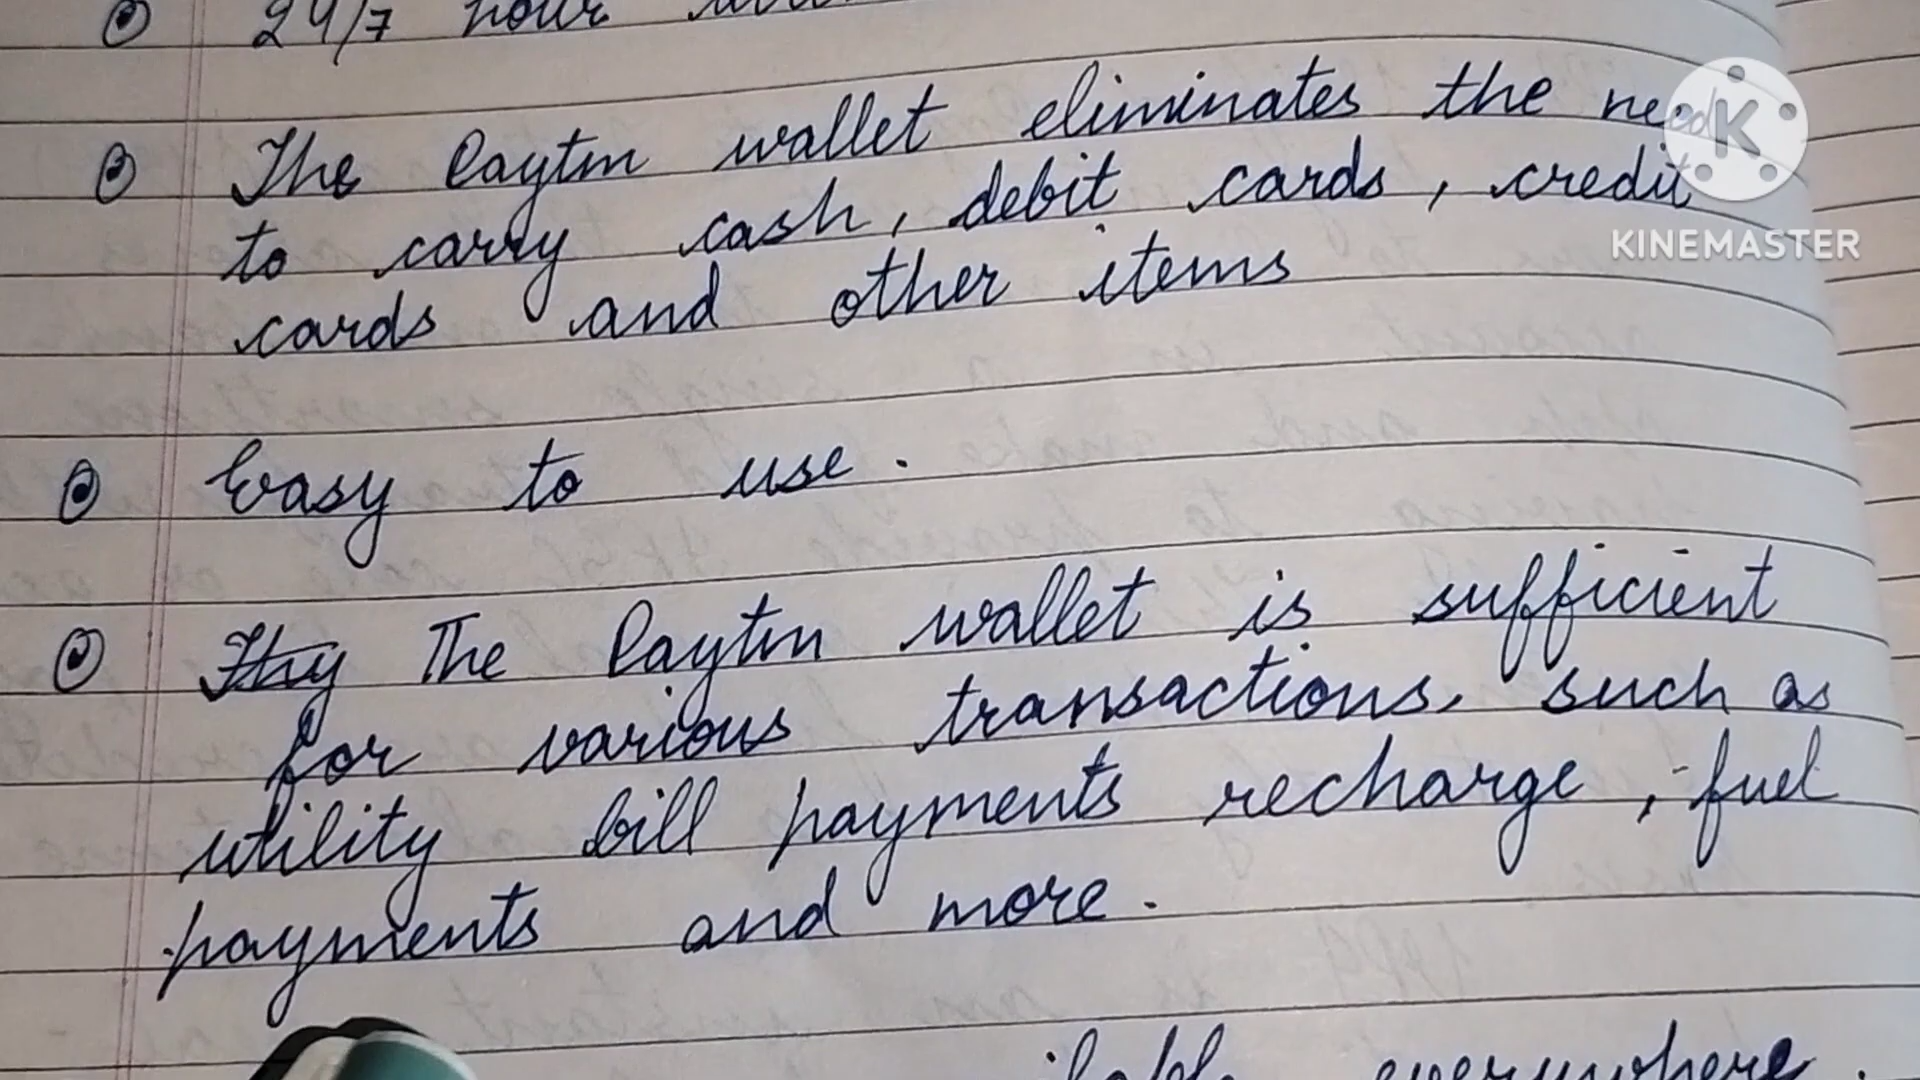 24/7 hour
The Paytm wallet eliminates the need
to carry cash, debit cards, credit
cards and other items
Easy to use.
The Paytm wallet is sufficient
for various transactions, such as
utility bill payments recharge, fuel
payments and more.
everywhere.
K
KINEMASTER